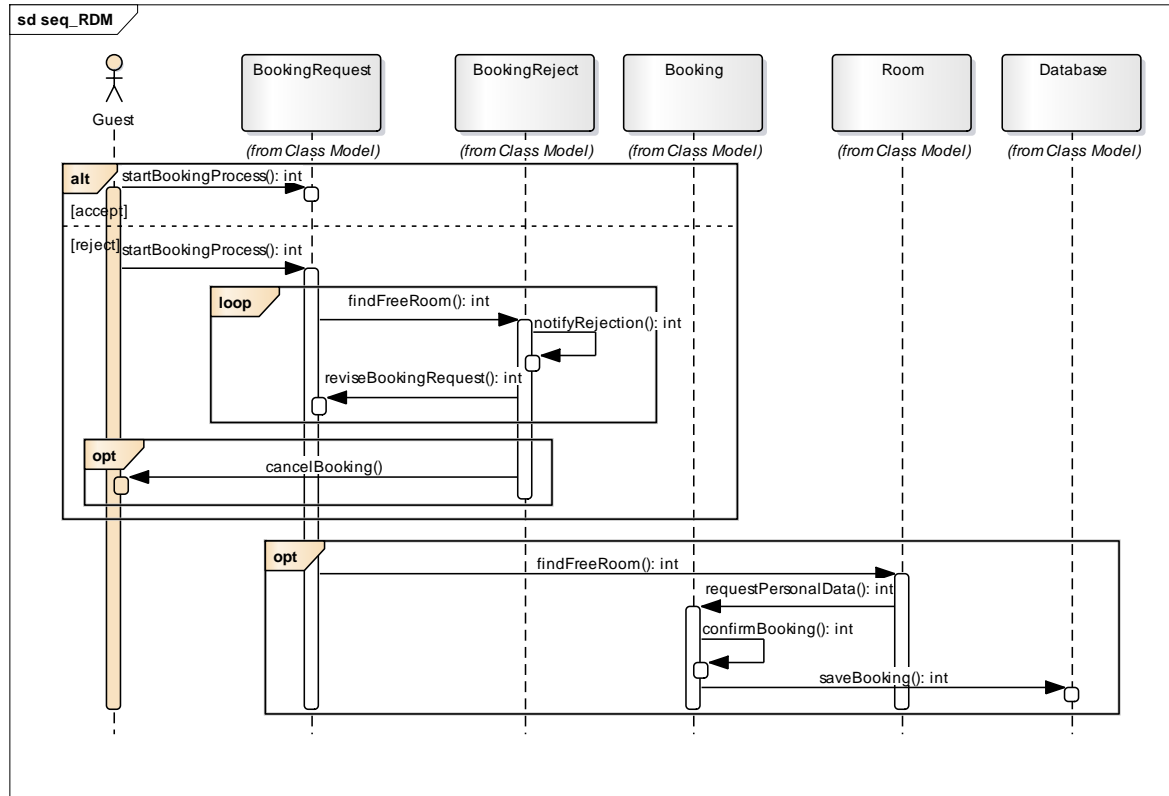 sd seq_RDM
Guest
BookingRequest
BookingReject
Booking
Room
Database
(from Class Model)
(from Class Model)
(from Class Model)
(from Class Model)
(from Class Model)
alt
startBookingProcess(): int
[accept]
[reject]
startBookingProcess(): int
loop
findFreeRoom(): int
notifyRejection(): int
reviseBookingRequest(): int
opt
cancelBooking()
opt
findFreeRoom(): int
requestPersonalData(): int
confirmBooking(): int
saveBooking(): int